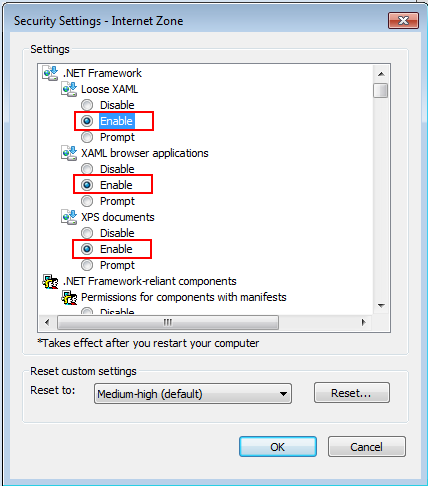 Security Settings - Internet Zone
Settings
.NET Framework
Loose XAML
Disable
Enable
Prompt
XAML browser applications
Disable
Enable
Prompt
XPS documents
Disable
Enable
Prompt
.NET Framework-reliant components
Permissions for components with manifests
Disable
*Takes effect after you restart your computer
Reset custom settings
Reset to: Medium-high (default) Reset...
OK Cancel